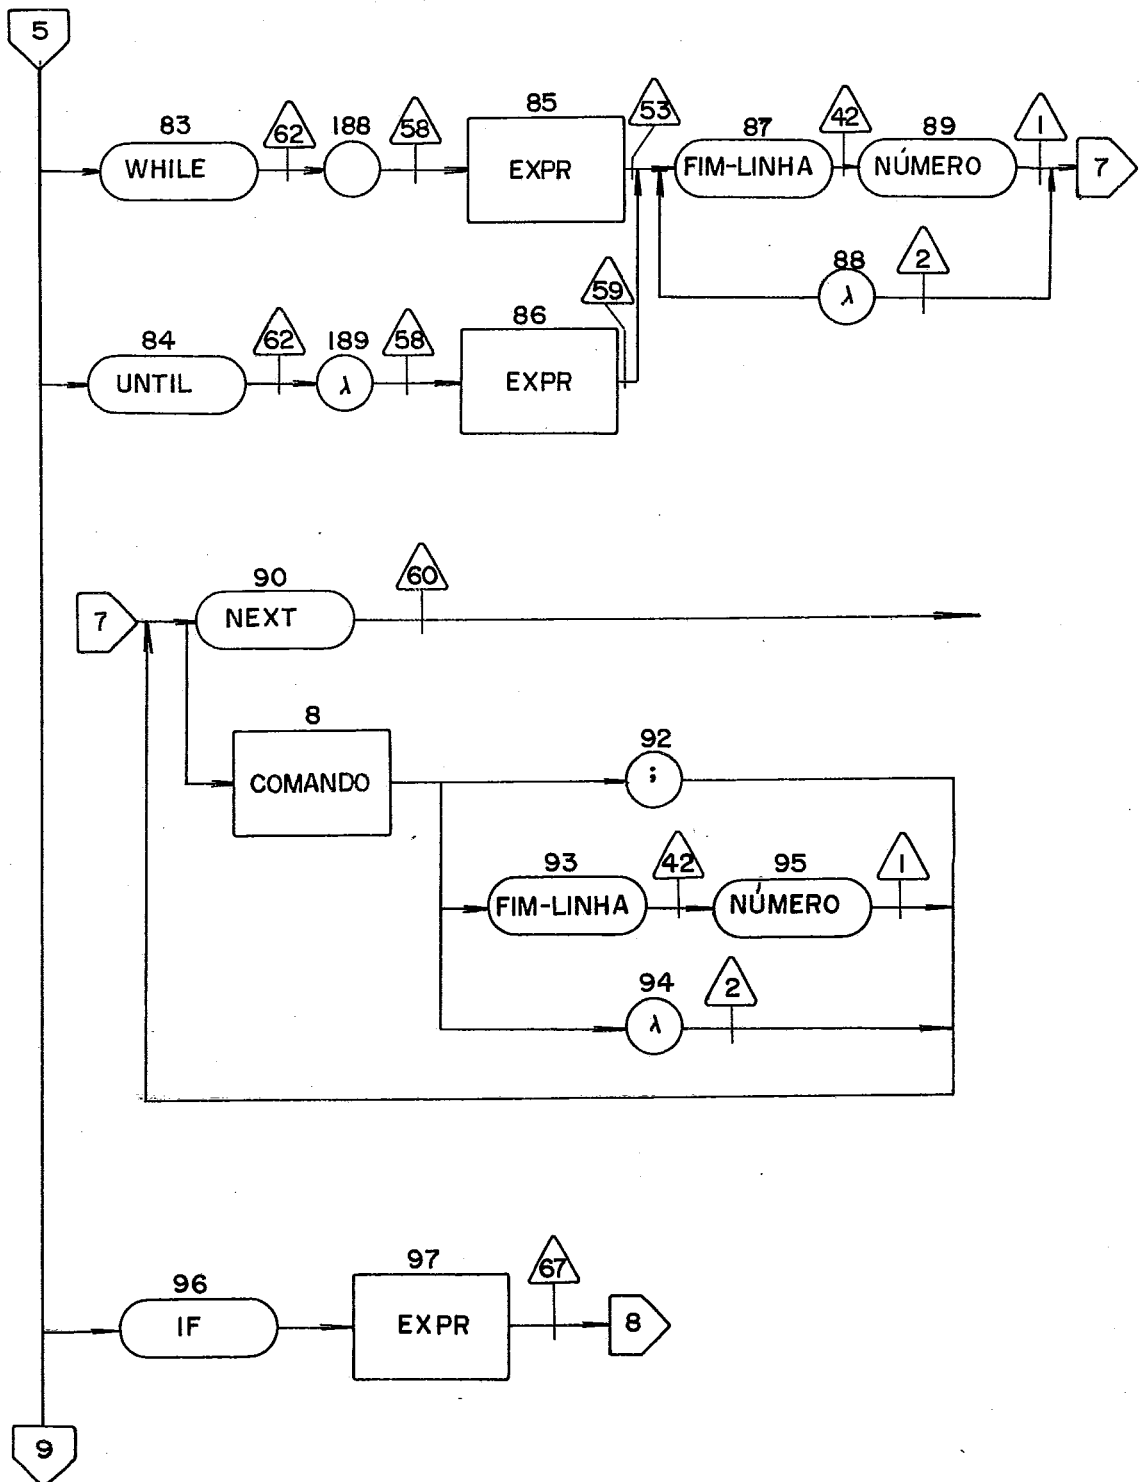 5
83
62
188
58
85
53
87
42
89
1
WHILE
EXPR
FIM-LINHA
NÚMERO
7
88
2
λ
59
86
84
62
189
58
UNTIL
λ
EXPR
90
60
7
NEXT
8
92
COMANDO
;
93
42
95
1
FIM-LINHA
NÚMERO
94
2
λ
96
97
67
IF
EXPR
8
9